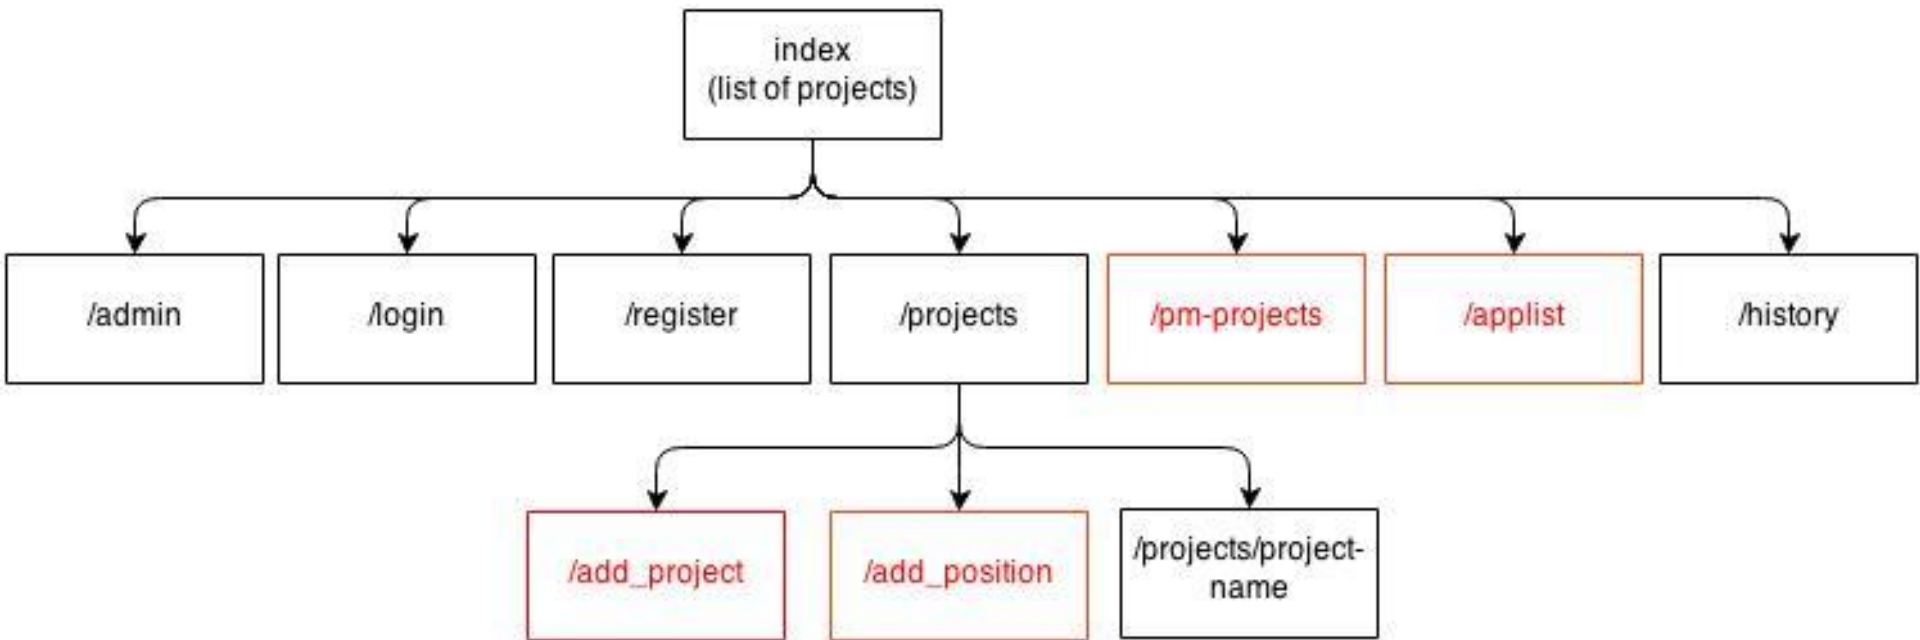 index
(list of projects)
/admin
/login
/register
/projects
/pm-projects
/applist
/history
/add_project
/add_position
/projects/project-
name